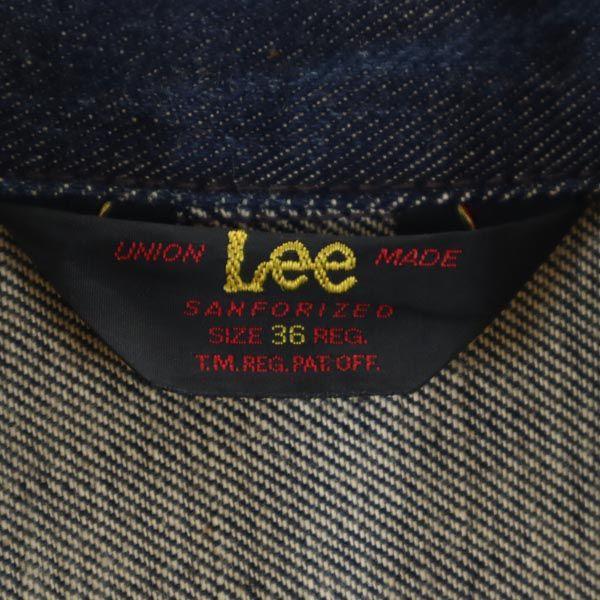 UNION Lee MADE
SANFORIZED
SIZE 36 REG.
T.M. REG. PAT. OFF.